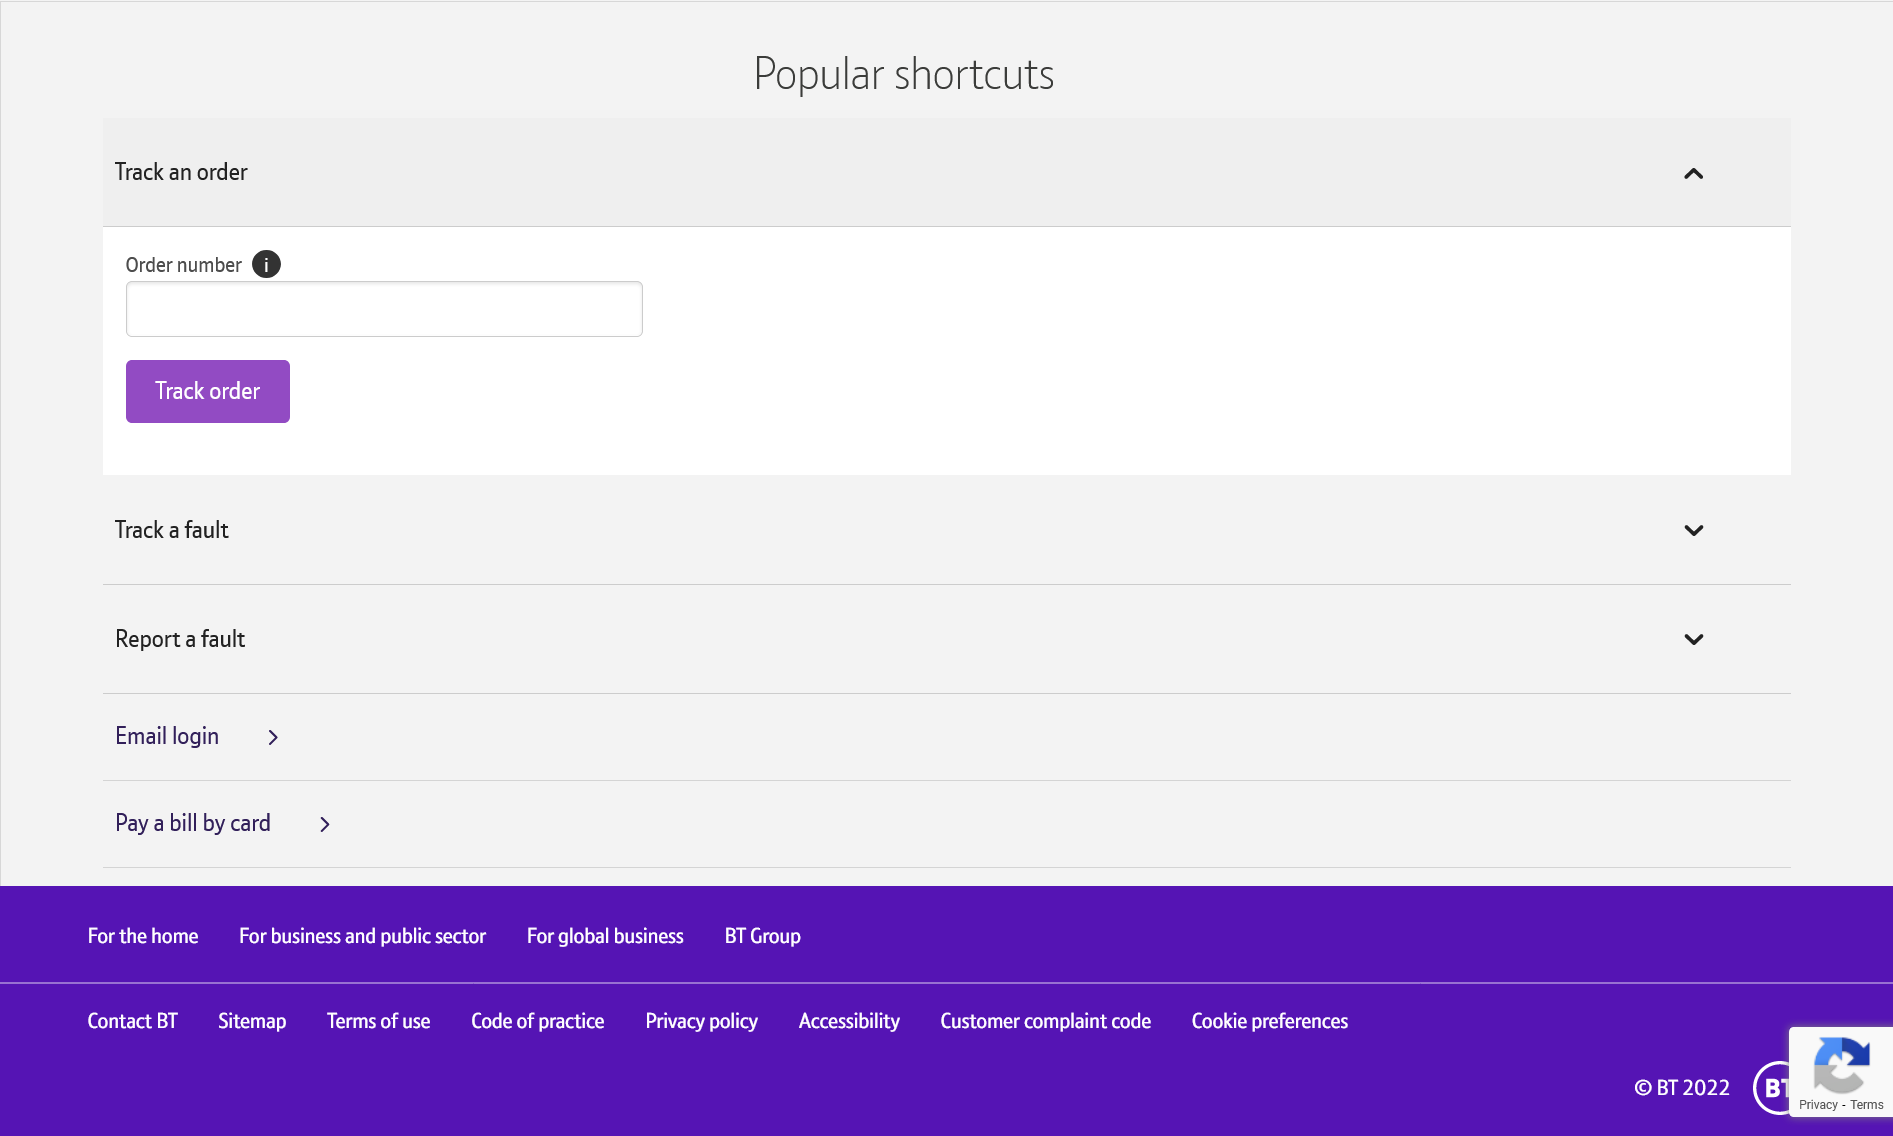 Popular shortcuts
Track an order
Order number i
Track order
Track a fault
Report a fault
Email login
Pay a bill by card
For the home For business and public sector For global business BT Group
Contact BT Sitemap Terms of use Code of practice Privacy policy Accessibility Customer complaint code Cookie preferences
© BT 2022 BT
Privacy - Terms